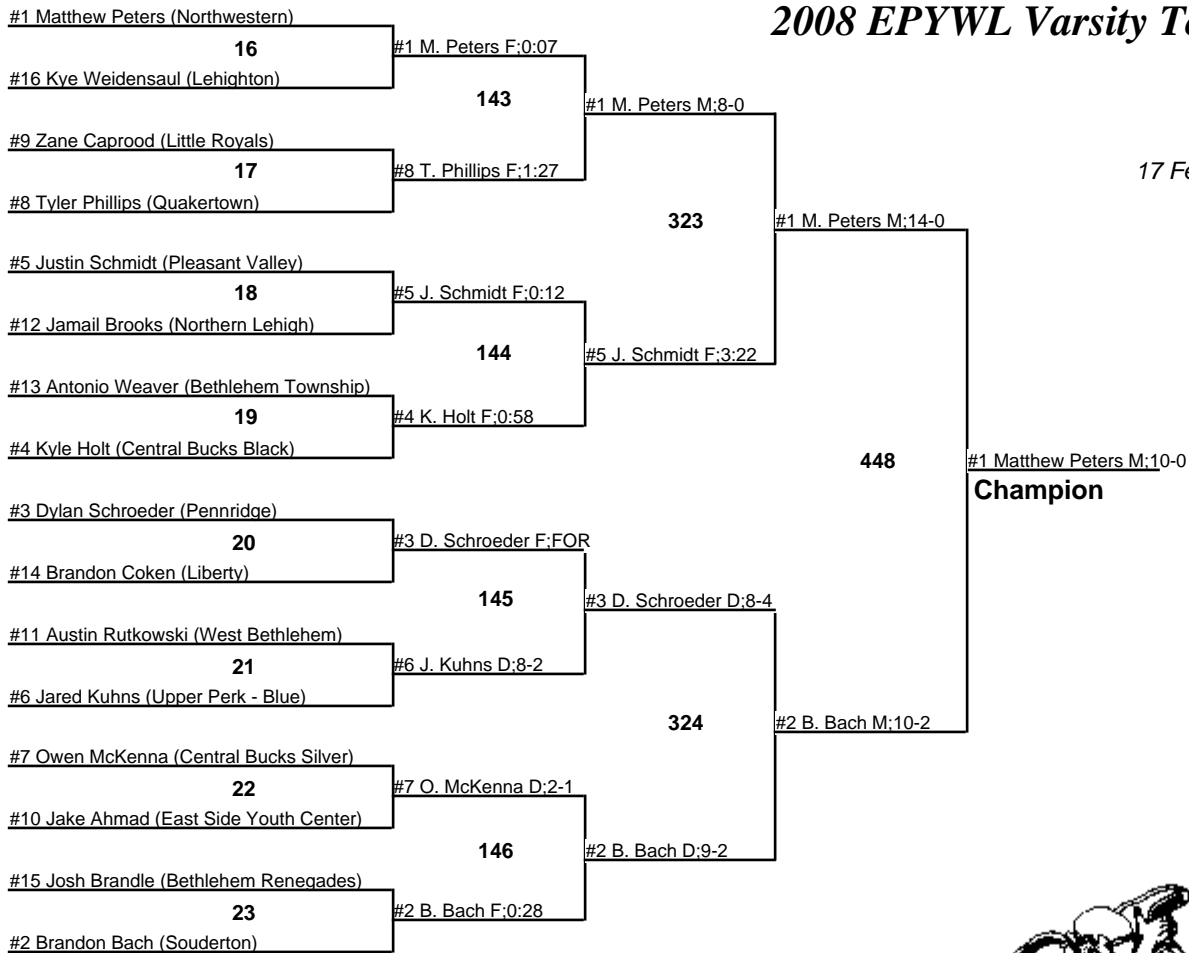 2008 EPYWL Varsity
17
#1 Matthew Peters (Northwestern)
16
#16 Kye Weidensaul (Lehighton)
#9 Zane Caprood (Little Royals)
17
#8 Tyler Phillips (Quakertown)
#5 Justin Schmidt (Pleasant Valley)
18
#12 Jamail Brooks (Northern Lehigh)
#13 Antonio Weaver (Bethlehem Township)
19
#4 Kyle Holt (Central Bucks Black)
#3 Dylan Schroeder (Pennridge)
20
#14 Brandon Coken (Liberty)
#11 Austin Rutkowski (West Bethlehem)
21
#6 Jared Kuhns (Upper Perk - Blue)
#7 Owen McKenna (Central Bucks Silver)
22
#10 Jake Ahmad (East Side Youth Center)
#15 Josh Brandle (Bethlehem Renegades)
23
#2 Brandon Bach (Souderton)
#1 M. Peters F;0:07
143
#8 T. Phillips F;1:27
#5 J. Schmidt F;0:12
144
#4 K. Holt F;0:58
#3 D. Schroeder F;FOR
145
#6 J. Kuhns D;8-2
#7 O. McKenna D;2-1
146
#2 B. Bach F;0:28
#1 M. Peters M;8-0
323
#5 J. Schmidt F;3:22
#3 D. Schroeder D;8-4
324
#2 B. Bach D;9-2
#1 M. Peters M;14-0
448
#2 B. Bach M;10-2
#1 Matthew Peters M;10-0
Champion